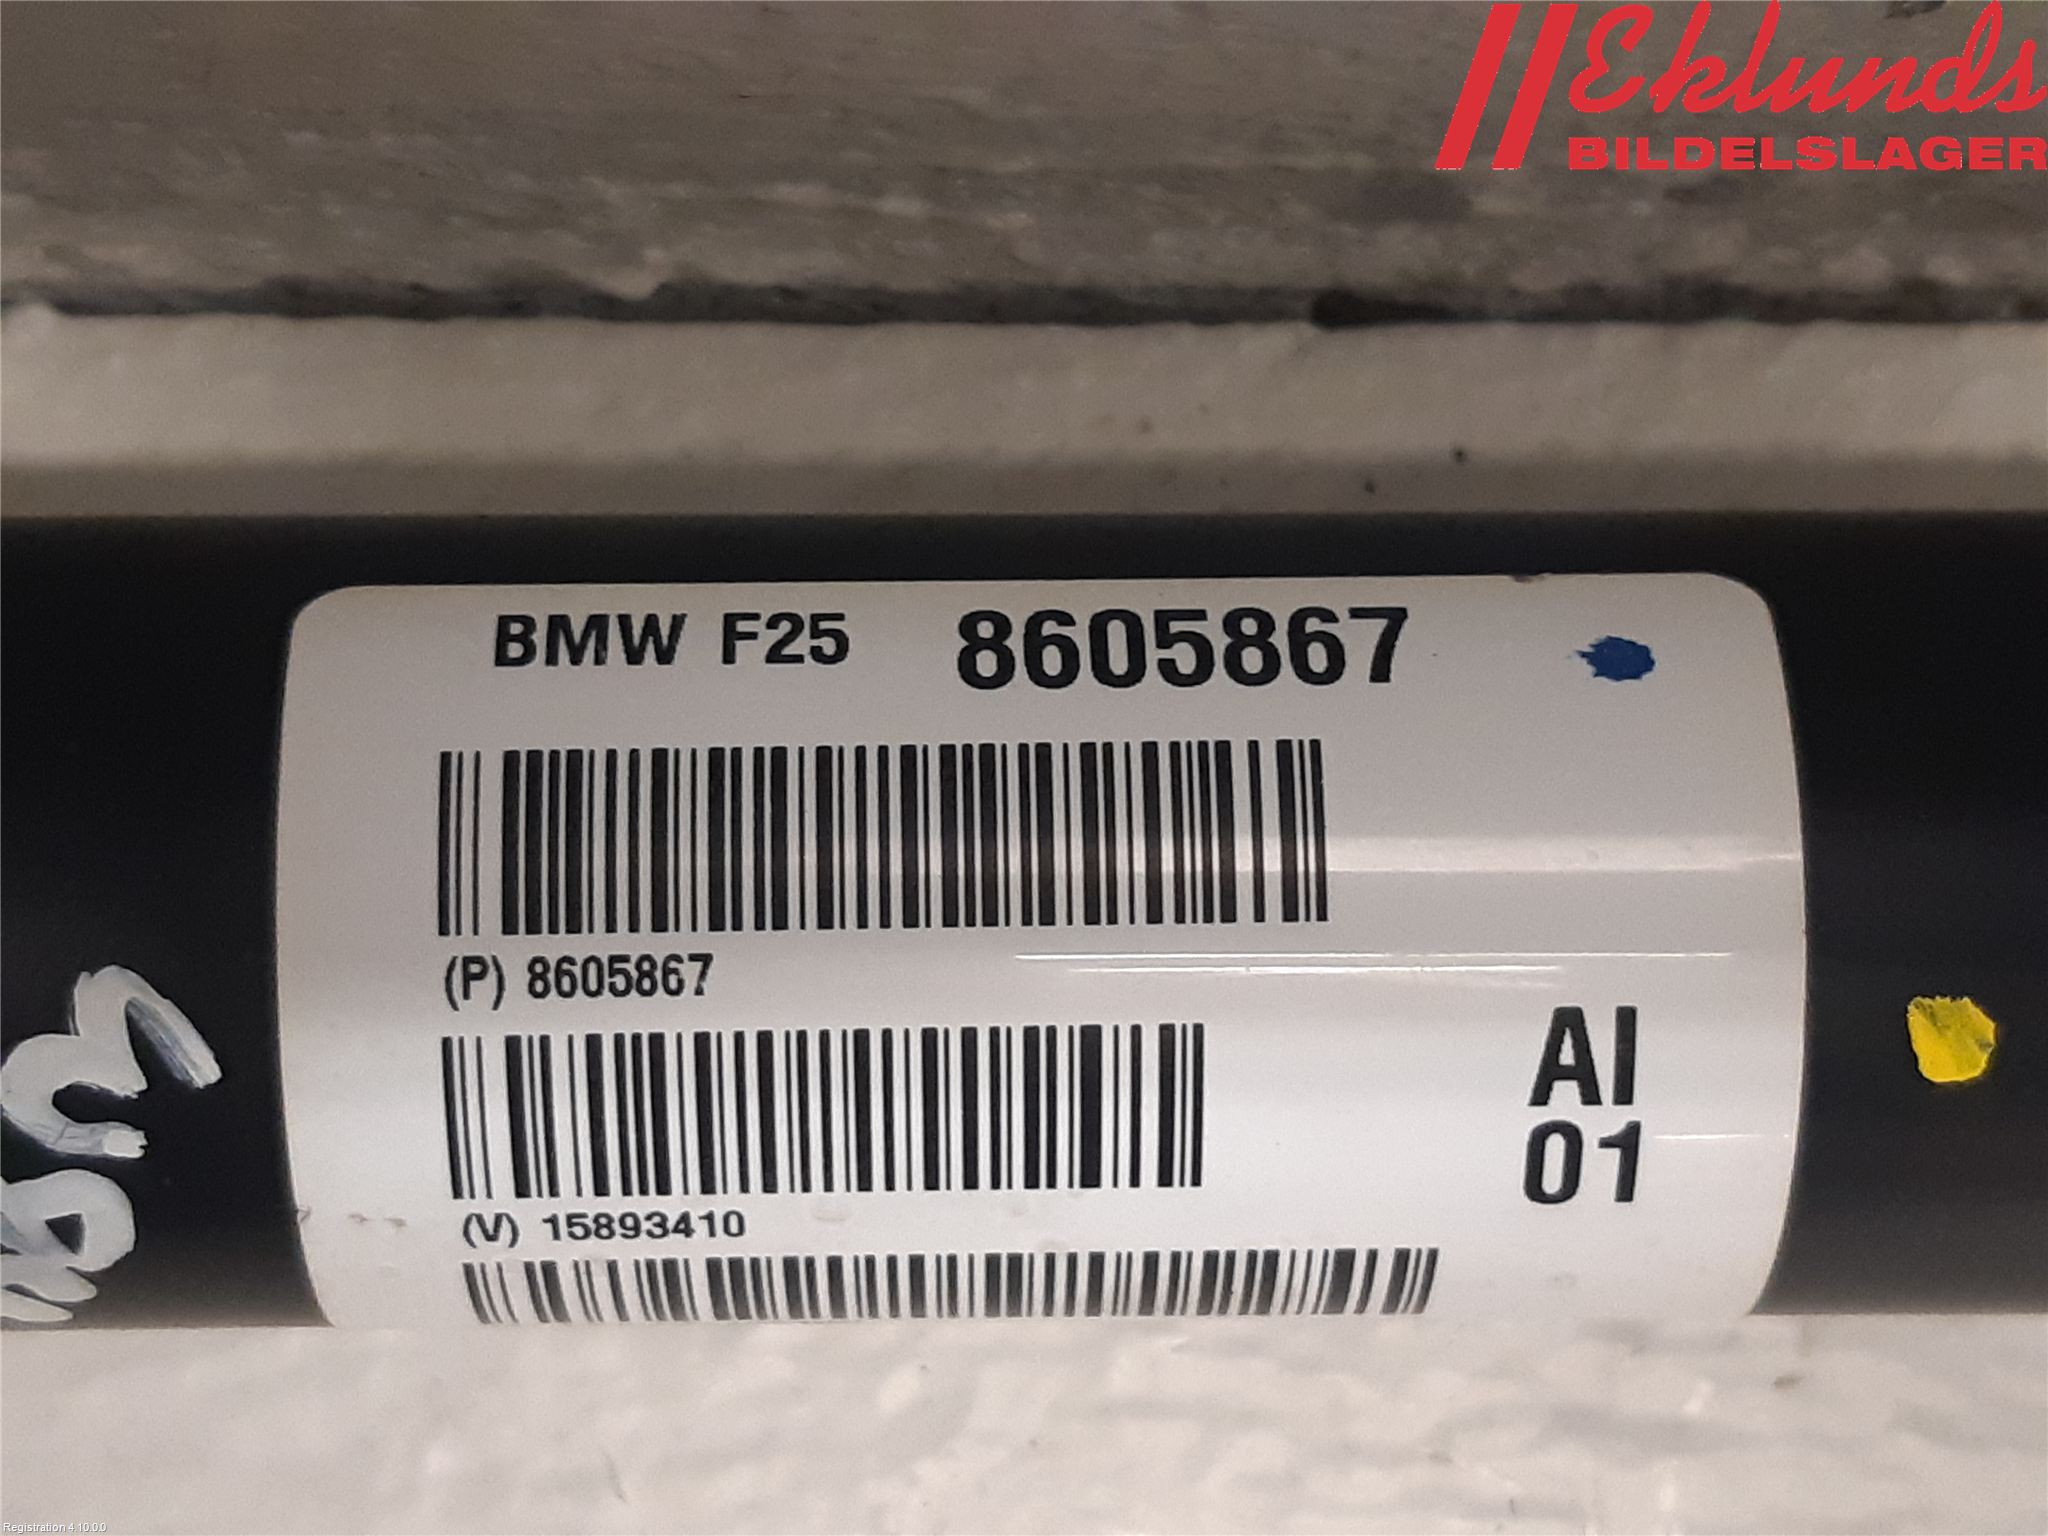 Eklunds
BILDELSLAGER
BMW F25 8605867
(P) 8605867
AI
01
(V) 15893410
Registration 4.10.0.0